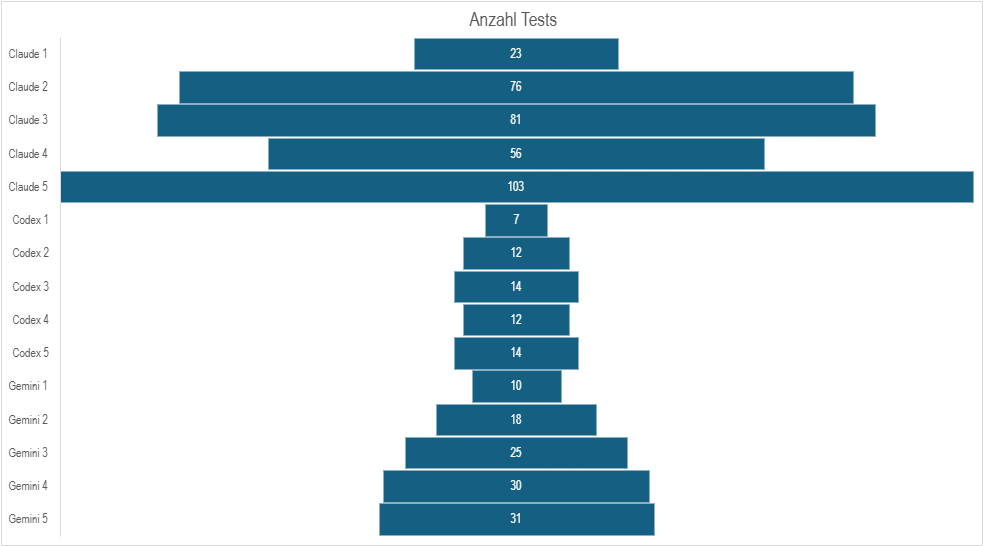 Anzahl Tests
Claude 1 23
Claude 2 76
Claude 3 81
Claude 4 56
Claude 5 103
Codex 1 7
Codex 2 12
Codex 3 14
Codex 4 12
Codex 5 14
Gemini 1 10
Gemini 2 18
Gemini 3 25
Gemini 4 30
Gemini 5 31